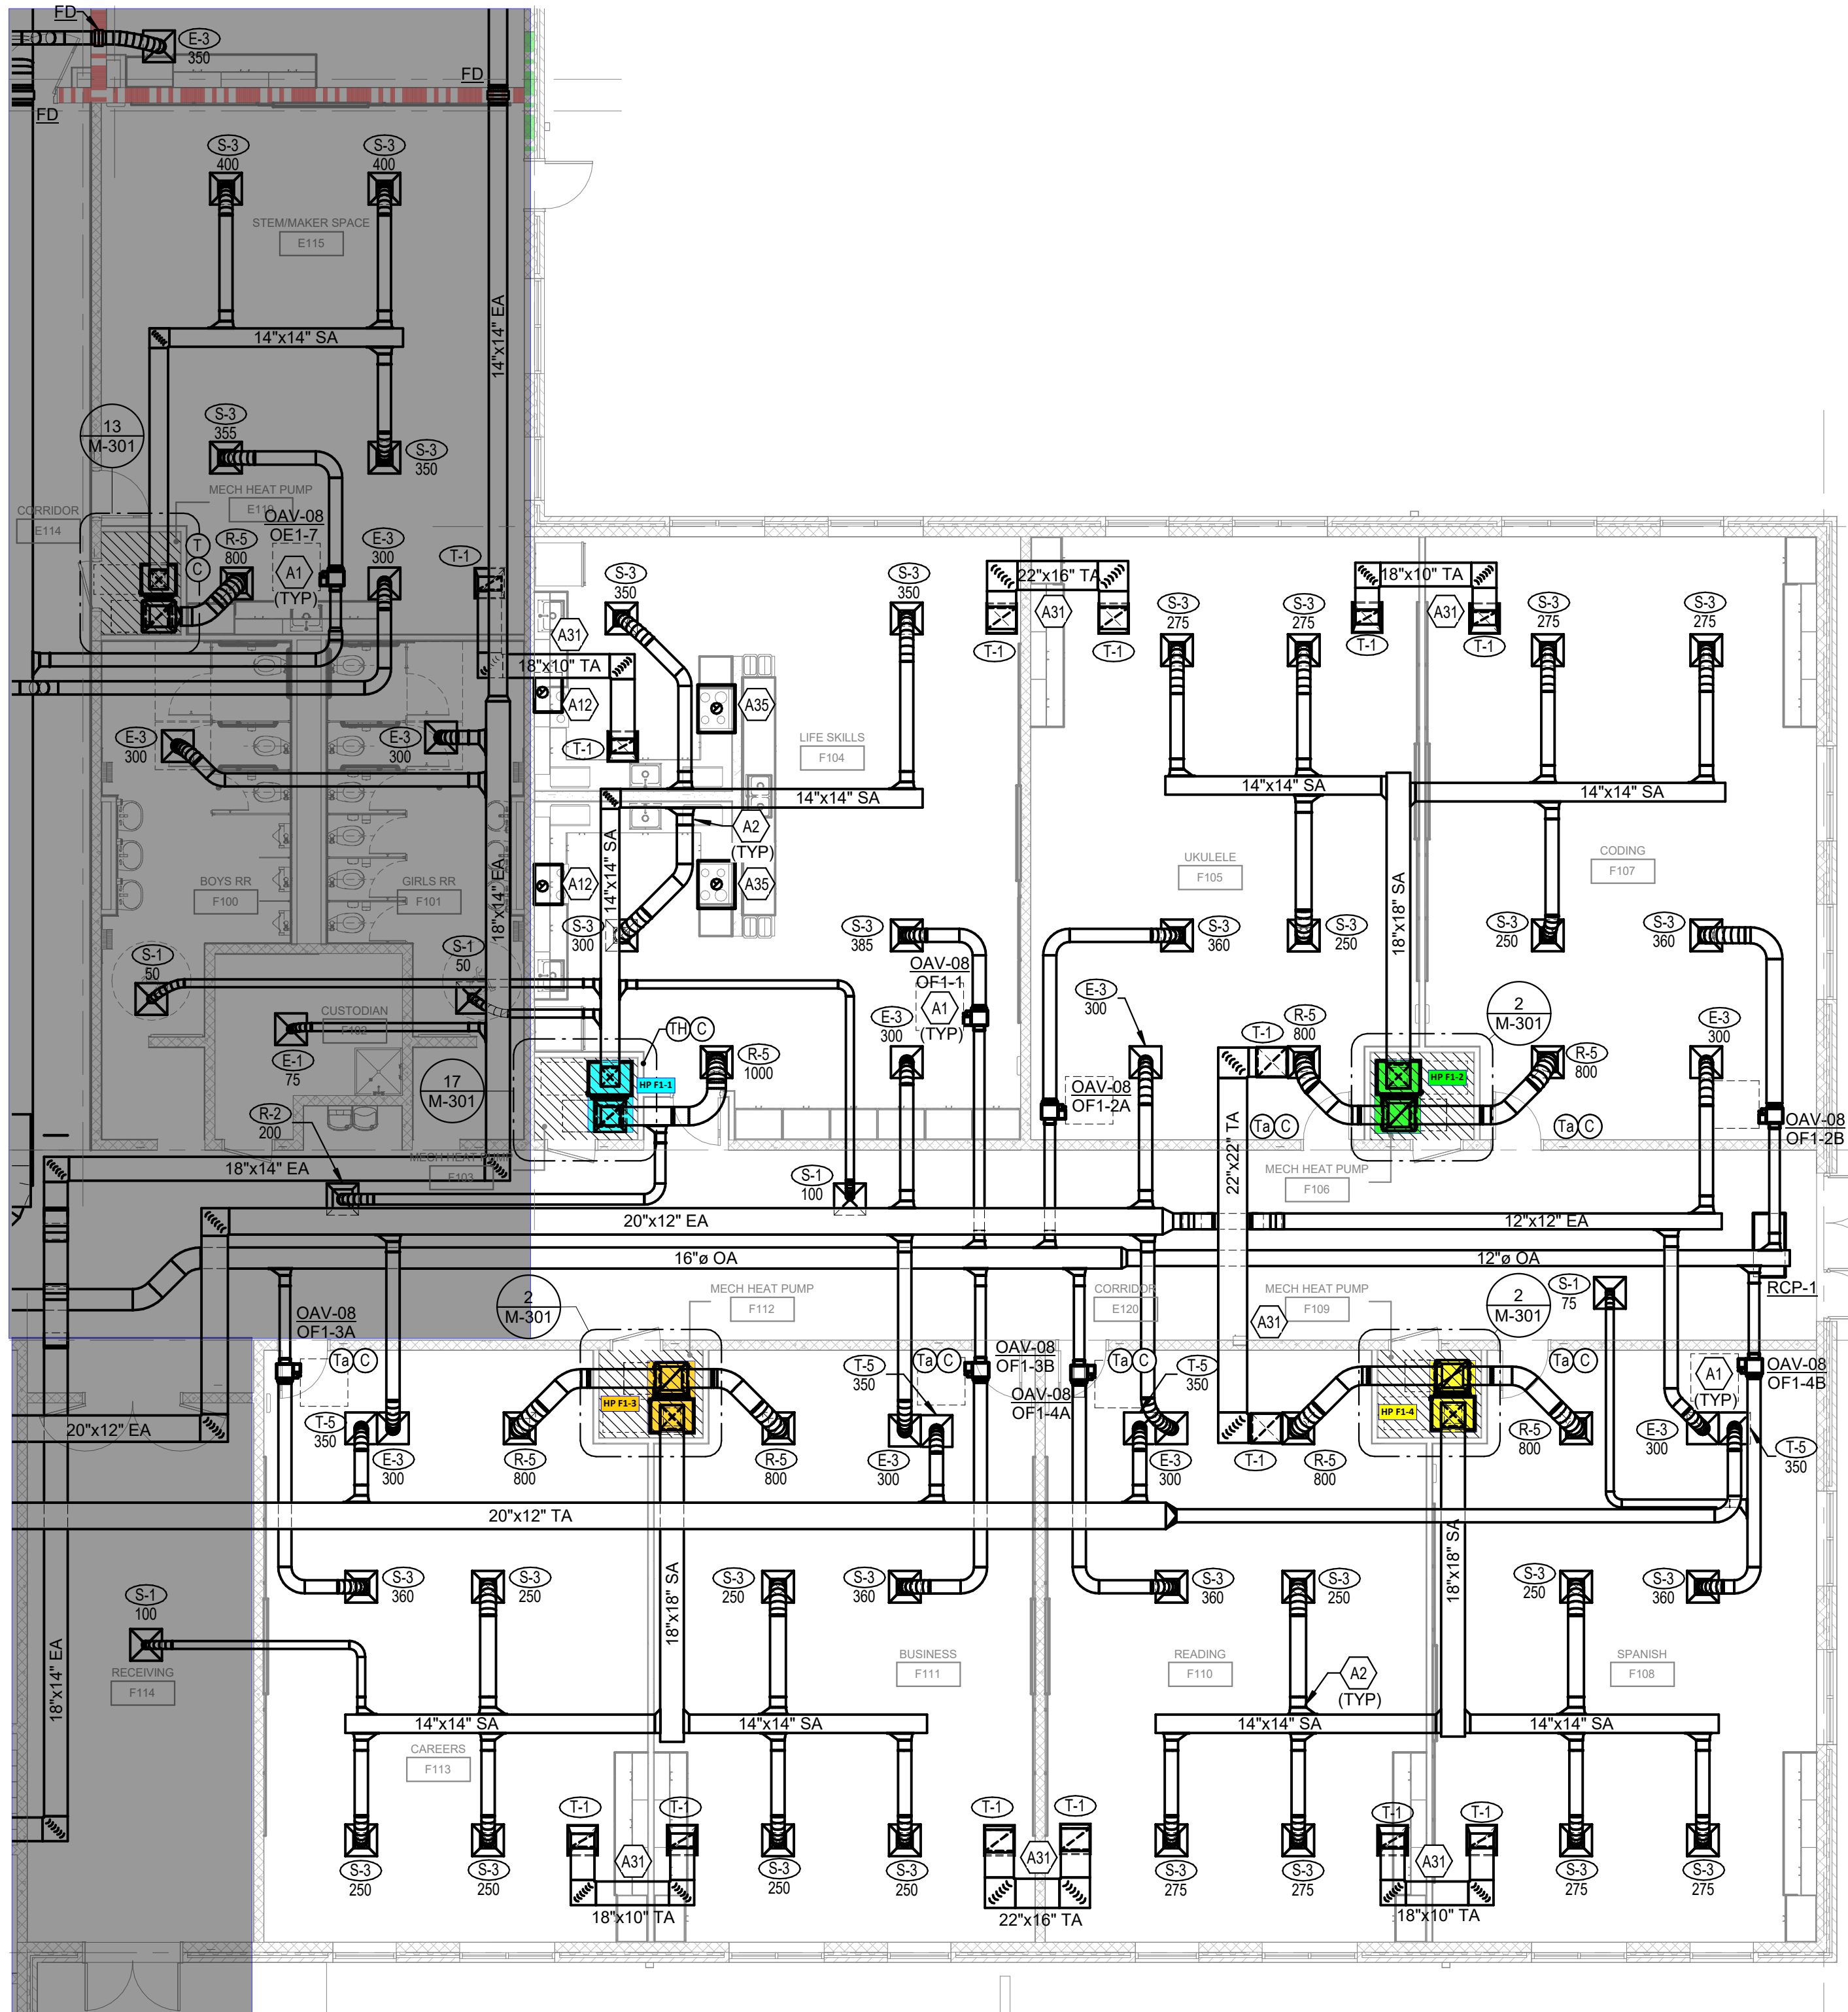 FD
E-3
350
FD
FD
S-3
400
S-3
400
STEM/MAKER SPACE
E115
14"x14" SA
14"x14" EA
13
M-301
S-3
355
S-3
350
MECH HEAT PUMP
CORRIDOR
E114
OAV-08
OE1-7
T
C
R-5
800
A1
(TYP)
E-3
300
T-1
S-3
350
S-3
350
22"x16" TA
A31
T-1
T-1
18"x10" TA
A31
T-1
T-1
S-3
275
S-3
275
S-3
275
S-3
275
A31
18"x10" TA
A12
A35
T-1
E-3
300
E-3
300
LIFE SKILLS
F104
14"x14" SA
14"x14" SA
14"x14" SA
A2
(TYP)
14"x14" SA
18"x14" EA
A12
A35
UKULELE
F105
CODING
F107
18"x18" SA
BOYS RR
F100
GIRLS RR
F101
S-3
300
S-3
385
S-3
360
S-3
250
S-3
250
S-3
360
S-1
50
S-1
50
OAV-08
OF1-1
A1
(TYP)
E-3
300
CUSTODIAN
F102
E-1
75
TH
C
R-5
1000
E-3
300
T-1
R-5
800
2
M-301
R-5
800
E-3
300
17
M-301
HP F1-1
HP F1-2
OAV-08
OF1-2A
R-2
200
Ta
C
Ta
C
OAV-08
OF1-2B
22"x22" TA
MECH HEAT PUMP
F103
18"x14" EA
S-1
100
MECH HEAT PUMP
F106
20"x12" EA
12"x12" EA
16"ø OA
12"ø OA
2
M-301
MECH HEAT PUMP
F112
CORRIDOR
E120
MECH HEAT PUMP
F109
2
M-301
S-1
75
RCP-1
OAV-08
OF1-3A
A31
Ta
C
Ta
C
OAV-08
OF1-3B
OAV-08
OF1-4A
Ta
C
Ta
C
A1
(TYP)
OAV-08
OF1-4B
T-5
350
T-5
350
HP F1-3
HP F1-4
20"x12" EA
T-5
350
E-3
300
R-5
800
R-5
800
E-3
300
E-3
300
T-1
R-5
800
R-5
800
E-3
300
T-5
350
20"x12" TA
S-3
360
S-3
250
S-3
250
S-3
360
S-3
360
S-3
250
S-3
250
S-3
360
18"x18" SA
18"x18" SA
S-1
100
RECEIVING
F114
18"x14" EA
BUSINESS
F111
READING
F110
SPANISH
F108
A2
(TYP)
14"x14" SA
14"x14" SA
14"x14" SA
14"x14" SA
CAREERS
F113
T-1
T-1
T-1
T-1
T-1
T-1
A31
A31
A31
S-3
250
S-3
250
S-3
250
S-3
250
S-3
275
S-3
275
S-3
275
S-3
275
18"x10" TA
22"x16" TA
18"x10" TA